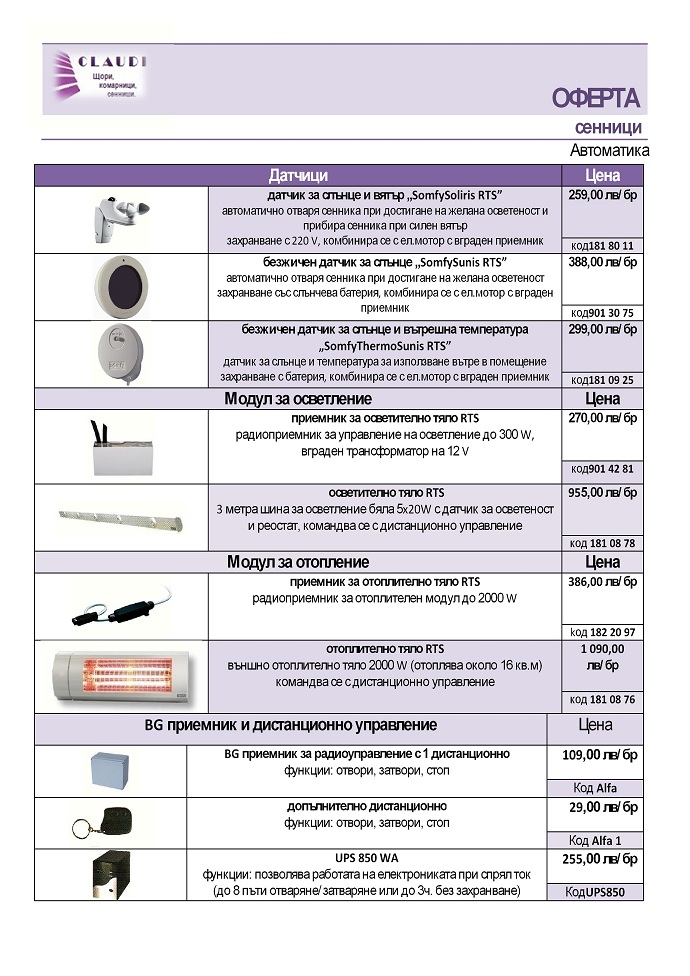 CLAUDI
Щори,
комарници,
сенници.
ОФЕРТА
сенници
Автоматика
Датчици
Цена
датчик за слънце и вятър „SomfySoliris RTS”
автоматично отваря сенника при достигане на желана осветеност и
прибира сенника при силен вятър
захранване с 220 V, комбинира се с ел.мотор с вграден приемник
259,00 лв/ бр
код181 80 11
безжичен датчик за слънце „SomfySunis RTS”
автоматично отваря сенника при достигане на желана осветеност
захранване със слънчева батерия, комбинира се с ел.мотор с вграден
приемник
388,00 лв/ бр
код901 30 75
безжичен датчик за слънце и вътрешна температура
„SomfyThermoSunis RTS”
датчик за слънце и температура за използване вътре в помещение
захранване с батерия, комбинира се с ел.мотор с вграден приемник
299,00 лв/ бр
код181 09 25
Модул за осветление
Цена
приемник за осветително тяло RTS
радиоприемник за управление на осветление до 300 W,
вграден трансформатор на 12 V
270,00 лв/ бр
код901 42 81
осветително тяло RTS
3 метра шина за осветление бяла 5x20W с датчик за осветеност
и реостат, командва се с дистанционно управление
955,00 лв/ бр
код 181 08 78
Модул за отопление
Цена
приемник за отоплително тяло RTS
радиоприемник за отоплителен модул до 2000 W
386,00 лв/ бр
kod 182 20 97
отоплително тяло RTS
външно отоплително тяло 2000 W (отоплява около 16 кв.м)
командва се с дистанционно управление
1 090,00
лв/ бр
код 181 08 76
BG приемник и дистанционно управление
Цена
BG приемник за радиоуправление с 1 дистанционно
функции: отвори, затвори, стоп
109,00 лв/ бр
Код Alfa
допълнително дистанционно
функции: отвори, затвори, стоп
29,00 лв/ бр
Код Alfa 1
UPS 850 WA
функции: позволява работата на електрониката при спрял ток
(до 8 пъти отваряне/ затваряне или до 3ч. без захранване)
255,00 лв/ бр
КодUPS850